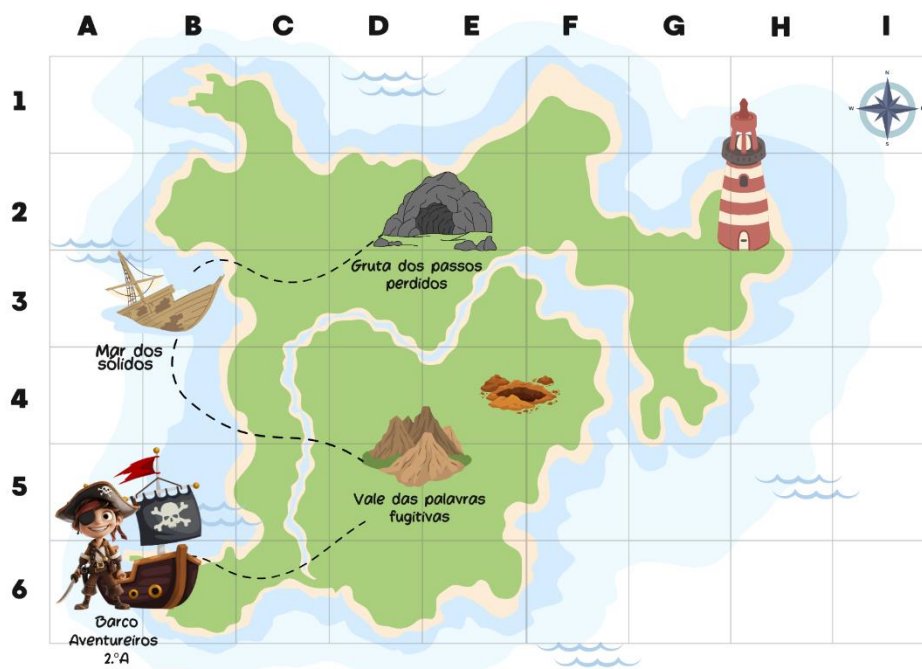 A B C D E F G H I
1
N
W
S
2
Gruta dos passos
perdidos
3
Mar dos
sólidos
4
5
Vale das palavras
fugitivas
6
Barco
Aventureiros
2.ºA